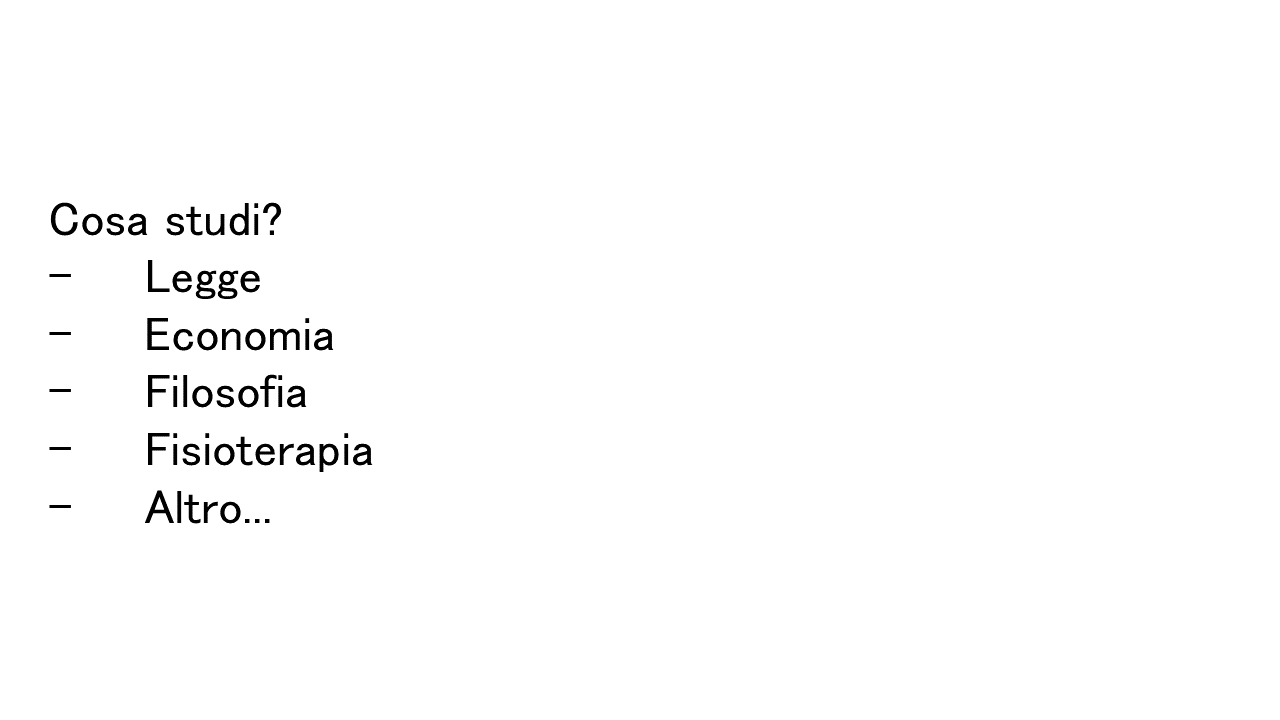 Cosa studi?
- Legge
- Economia
- Filosofia
- Fisioterapia
- Altro...